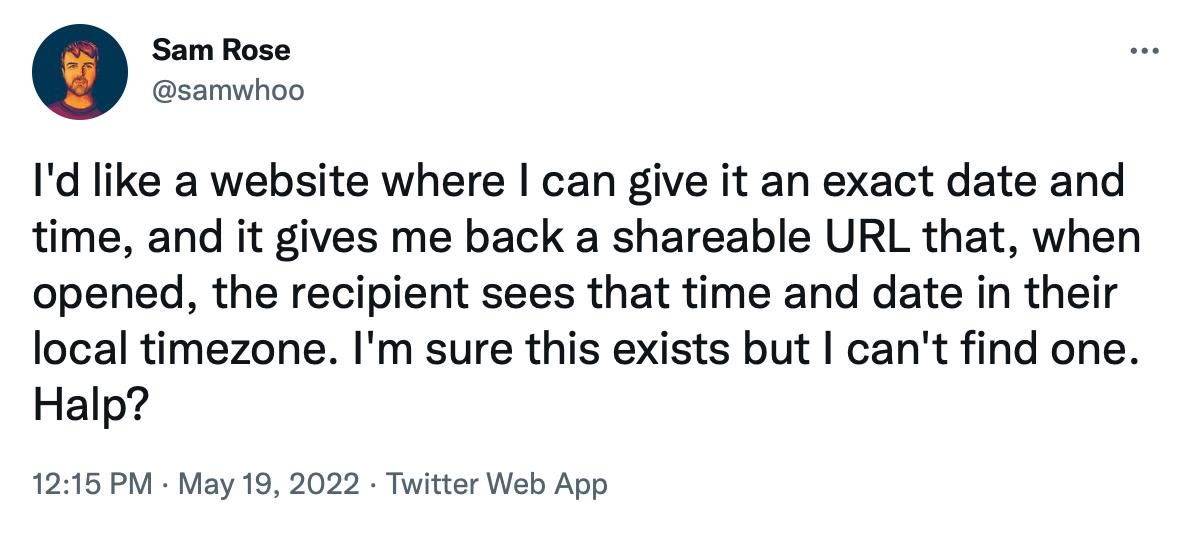 Sam Rose
@samwhoo
I'd like a website where I can give it an exact date and
time, and it gives me back a shareable URL that, when
opened, the recipient sees that time and date in their
local timezone. I'm sure this exists but I can't find one.
Halp?
12:15 PM · May 19, 2022 · Twitter Web App